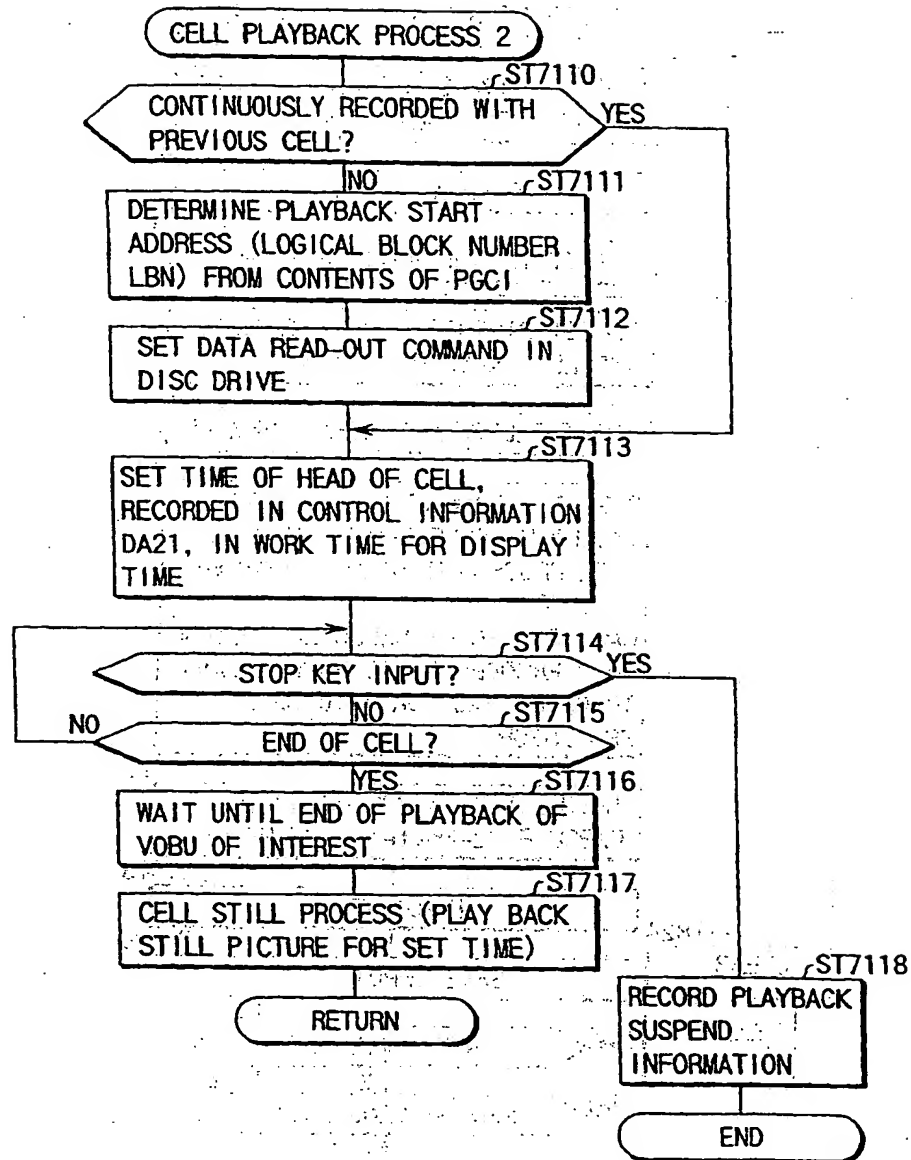 CELL PLAYBACK PROCESS 2
ST7110
CONTINUOUSLY RECORDED WITH
PREVIOUS CELL?
YES
NO
ST7111
DETERMINE PLAYBACK START
ADDRESS (LOGICAL BLOCK NUMBER
LBN) FROM CONTENTS OF PGCI
ST7112
SET DATA READ-OUT COMMAND IN
DISC DRIVE
ST7113
SET TIME OF HEAD OF CELL,
RECORDED IN CONTROL INFORMATION
DA21, IN WORK TIME FOR DISPLAY
TIME
ST7114
STOP KEY INPUT?
YES
NO
ST7115
END OF CELL?
NO
YES
ST7116
WAIT UNTIL END OF PLAYBACK OF
VOBU OF INTEREST
ST7117
CELL STILL PROCESS (PLAY BACK
STILL PICTURE FOR SET TIME)
RETURN
ST7118
RECORD PLAYBACK
SUSPEND
INFORMATION
END